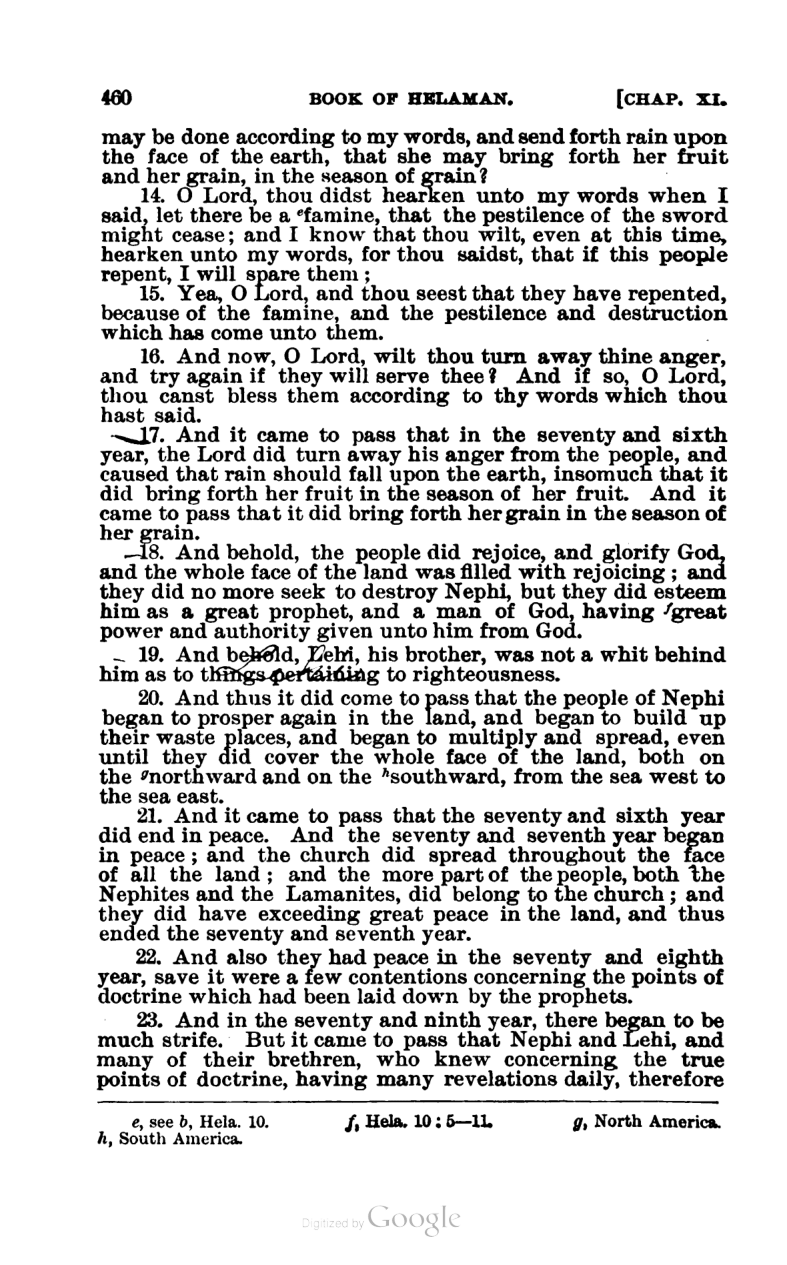 460 BOOK OF HELAMAN. [CHAP. XI.
may be done according to my words, and send forth rain upon
the face of the earth, that she may bring forth her fruit
and her grain, in the season of grain?
14. O Lord, thou didst hearken unto my words when I
said, let there be a ᵉfamine, that the pestilence of the sword
might cease; and I know that thou wilt, even at this time,
hearken unto my words, for thou saidst, that if this people
repent, I will spare them;
15. Yea, O Lord, and thou seest that they have repented,
because of the famine, and the pestilence and destruction
which has come unto them.
16. And now, O Lord, wilt thou turn away thine anger,
and try again if they will serve thee? And if so, O Lord,
thou canst bless them according to thy words which thou
hast said.
17. And it came to pass that in the seventy and sixth
year, the Lord did turn away his anger from the people, and
caused that rain should fall upon the earth, insomuch that it
did bring forth her fruit in the season of her fruit. And it
came to pass that it did bring forth her grain in the season of
her grain.
18. And behold, the people did rejoice, and glorify God,
and the whole face of the land was filled with rejoicing; and
they did no more seek to destroy Nephi, but they did esteem
him as a great prophet, and a man of God, having ᶠgreat
power and authority given unto him from God.
19. And behold, Lehi, his brother, was not a whit behind
him as to things pertaining to righteousness.
20. And thus it did come to pass that the people of Nephi
began to prosper again in the land, and began to build up
their waste places, and began to multiply and spread, even
until they did cover the whole face of the land, both on
the ᵍnorthward and on the ʰsouthward, from the sea west to
the sea east.
21. And it came to pass that the seventy and sixth year
did end in peace. And the seventy and seventh year began
in peace; and the church did spread throughout the face
of all the land; and the more part of the people, both the
Nephites and the Lamanites, did belong to the church; and
they did have exceeding great peace in the land, and thus
ended the seventy and seventh year.
22. And also they had peace in the seventy and eighth
year, save it were a few contentions concerning the points of
doctrine which had been laid down by the prophets.
23. And in the seventy and ninth year, there began to be
much strife. But it came to pass that Nephi and Lehi, and
many of their brethren, who knew concerning the true
points of doctrine, having many revelations daily, therefore
e, see b, Hela. 10. f, Hela. 10:5—11. g, North America.
h, South America.
Digitized by Google